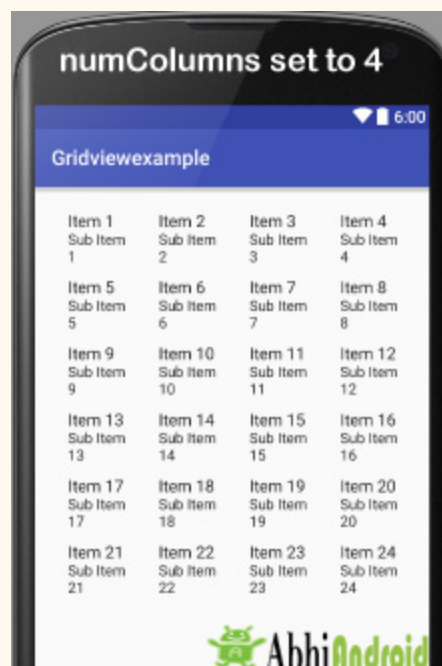 numColumns set to 4
6:00
Gridviewexample
Item 1 Item 2 Item 3 Item 4
Sub Item Sub Item Sub Item Sub Item
1 2 3 4
Item 5 Item 6 Item 7 Item 8
Sub Item Sub Item Sub Item Sub Item
5 6 7 8
Item 9 Item 10 Item 11 Item 12
Sub Item Sub Item Sub Item Sub Item
9 10 11 12
Item 13 Item 14 Item 15 Item 16
Sub Item Sub Item Sub Item Sub Item
13 14 15 16
Item 17 Item 18 Item 19 Item 20
Sub Item Sub Item Sub Item Sub Item
17 18 19 20
Item 21 Item 22 Item 23 Item 24
Sub Item Sub Item Sub Item Sub Item
21 22 23 24
AbhiAndroid